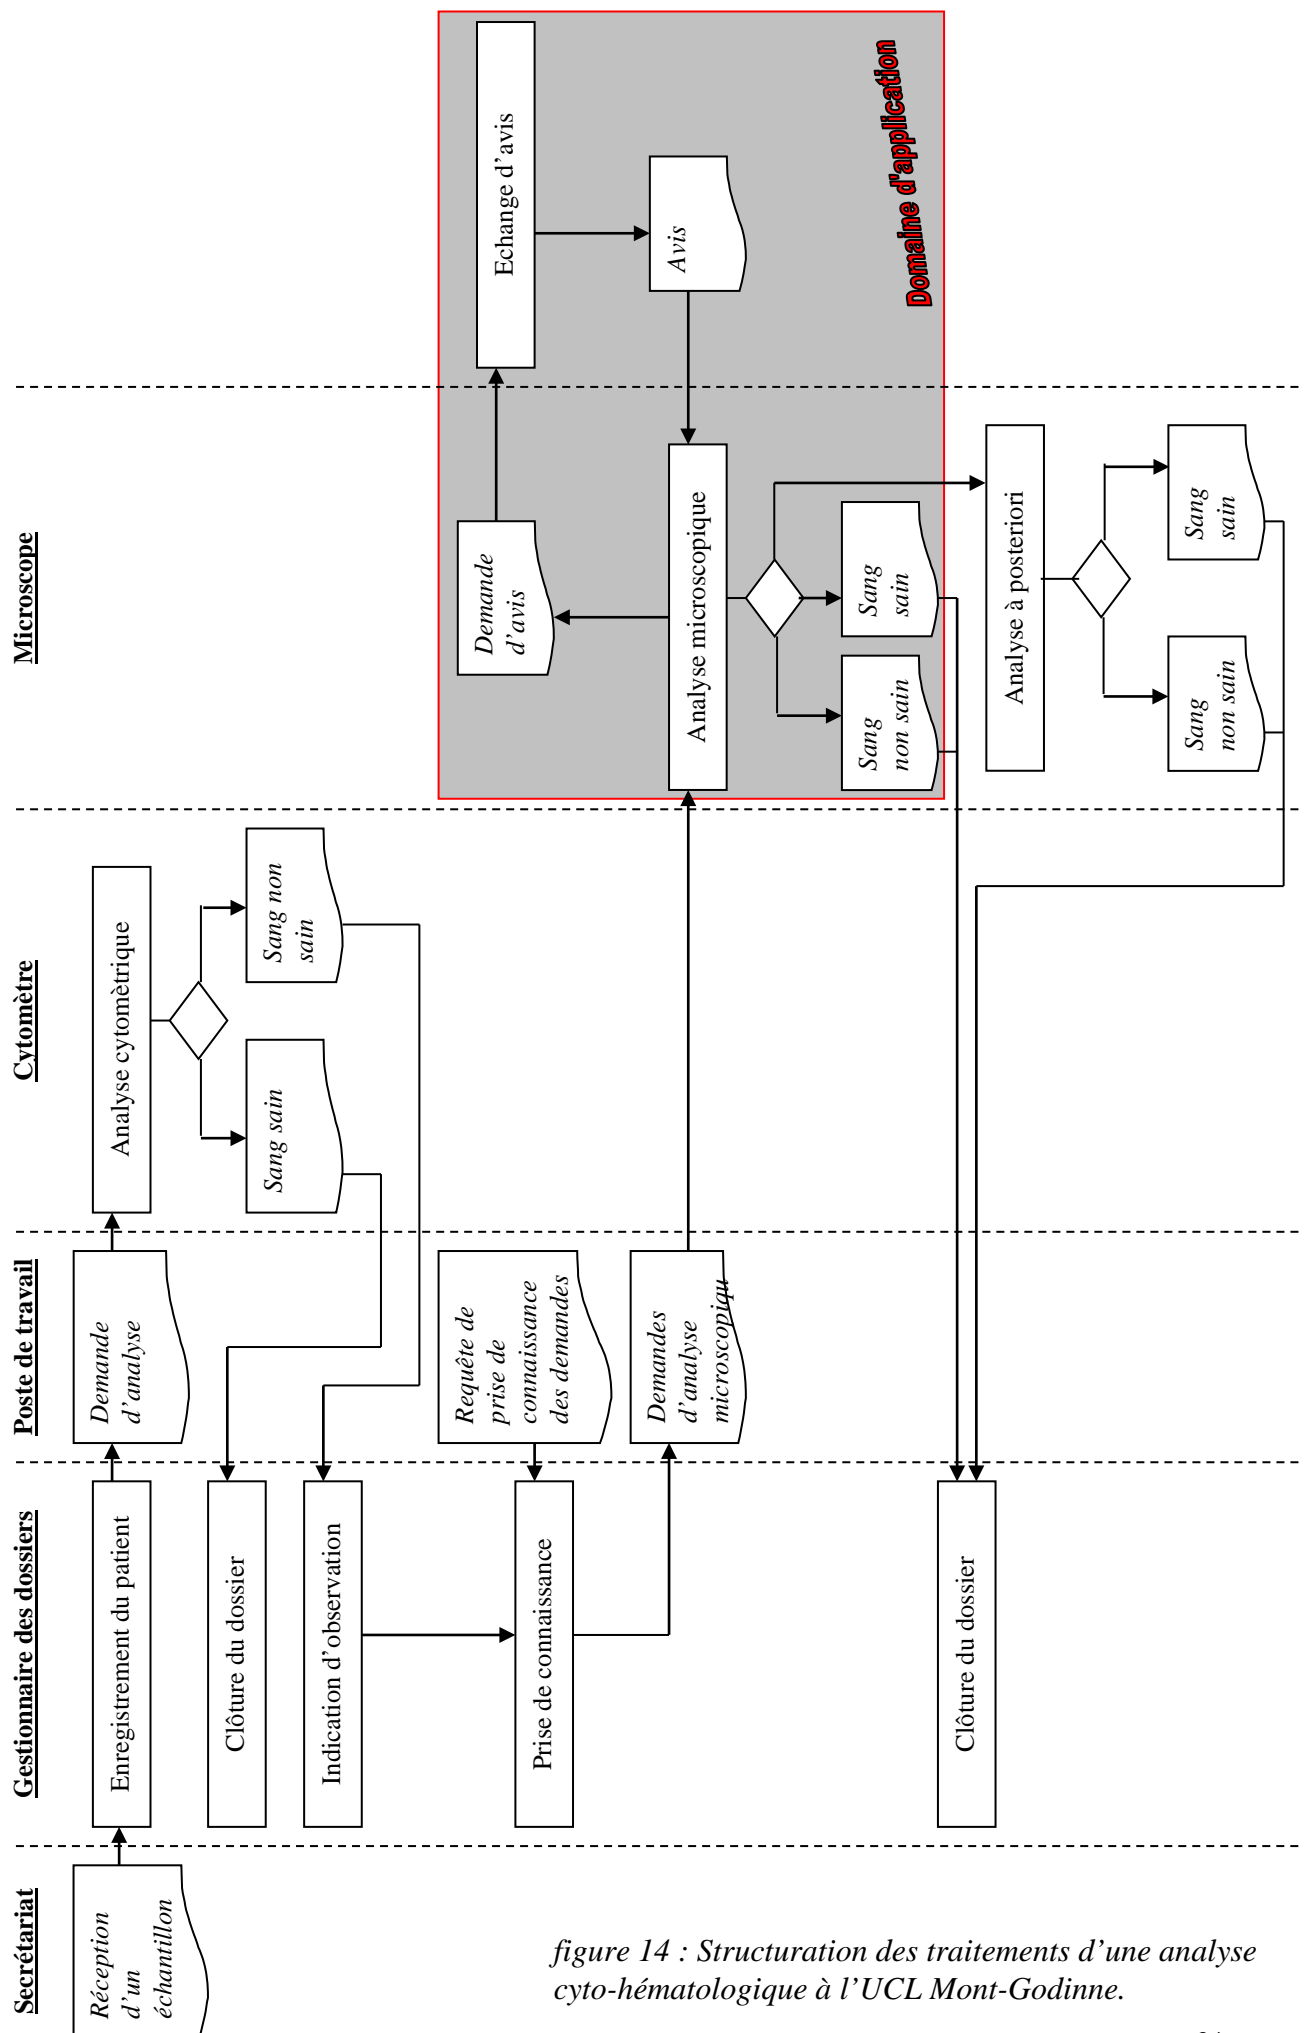 Secrétariat
Gestionnaire des dossiers
Poste de travail
Cytomètre
Microscope
Réception
d'un
échantillon
Enregistrement du patient
Demande
d'analyse
Analyse cytomètrique
Sang sain
Sang non
sain
Clôture du dossier
Indication d'observation
Requête de
prise de
connaissance
des demandes
Prise de connaissance
Demandes
d'analyse
microscopiqu
Demande
d'avis
Echange d'avis
Avis
Analyse microscopique
Sang
non sain
Sang
sain
Domaine d'application
Clôture du dossier
Analyse à posteriori
Sang
non sain
Sang
sain
figure 14 : Structuration des traitements d'une analyse
cyto-hématologique à l'UCL Mont-Godinne.